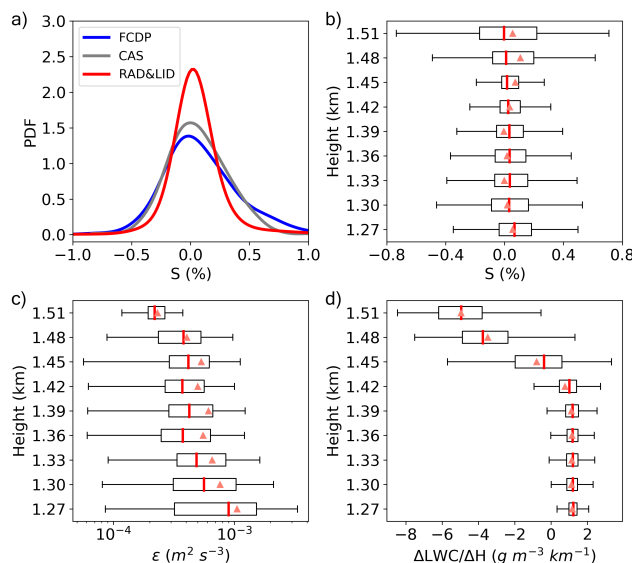 a)
3.0
2.5
2.0
1.5
1.0
0.5
0.0
PDF
FCDP
CAS
RAD&LID
−1.0 −0.5 0.0 0.5 1.0
S (%)
b)
1.51
1.48
1.45
1.42
1.39
1.36
1.33
1.30
1.27
Height (km)
−0.8 −0.4 0.0 0.4 0.8
S (%)
c)
1.51
1.48
1.45
1.42
1.39
1.36
1.33
1.30
1.27
Height (km)
10⁻⁴ 10⁻³
ε (m² s⁻³)
d)
1.51
1.48
1.45
1.42
1.39
1.36
1.33
1.30
1.27
Height (km)
−8 −6 −4 −2 0 2
ΔLWC/ΔH (g m⁻³ km⁻¹)